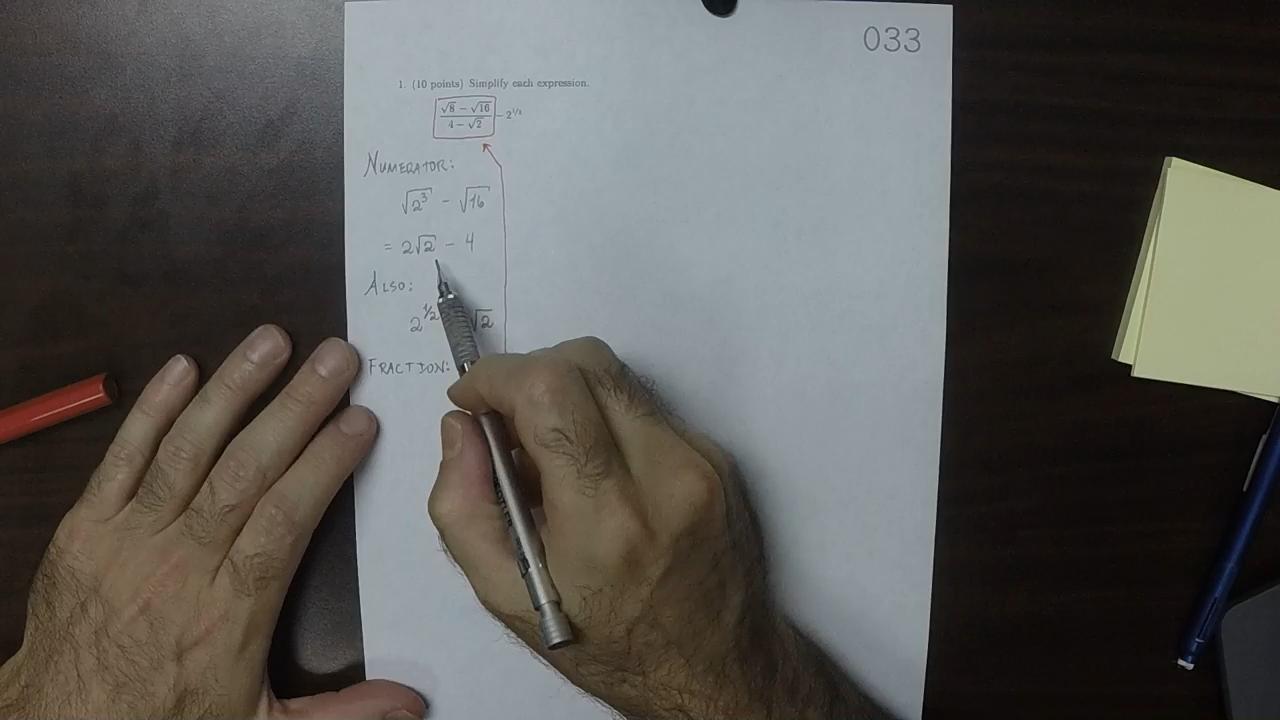 033
1. (10 points) Simplify each expression.
√8 − √16
4 − √2
− 2^{1/2}
NUMERATOR:
√2³ − √16
= 2√2 − 4
ALSO:
2^{1/2} √2
FRACTION: